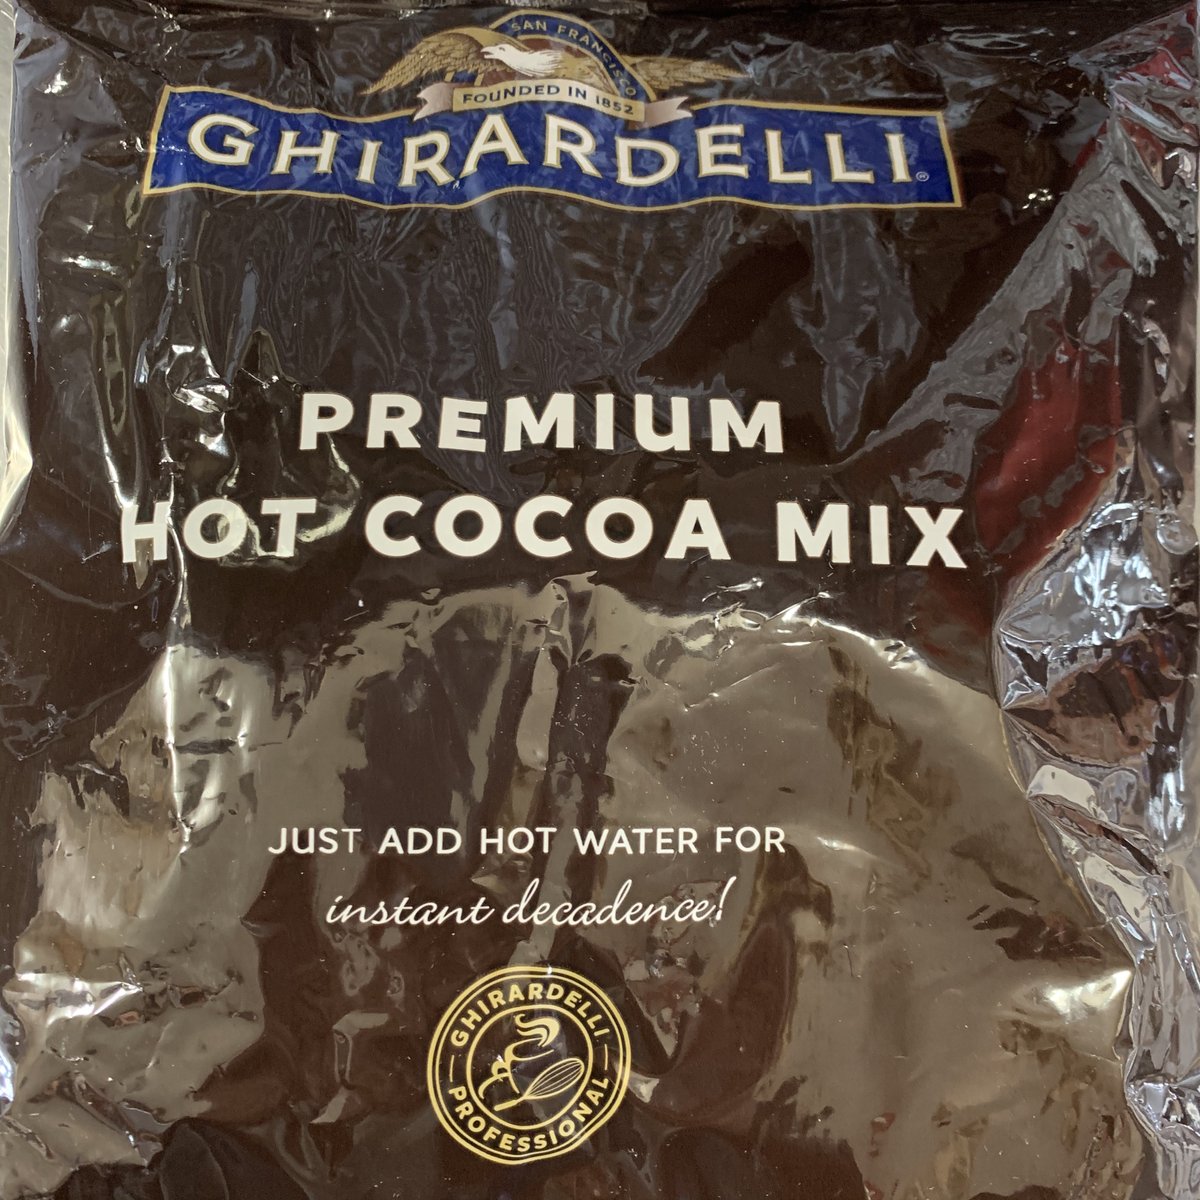 SAN FRANCISCO
FOUNDED IN 1852
GHIRARDELLI®
PREMIUM
HOT COCOA MIX
JUST ADD HOT WATER FOR
instant decadence!
GHIRARDELLI
PROFESSIONAL